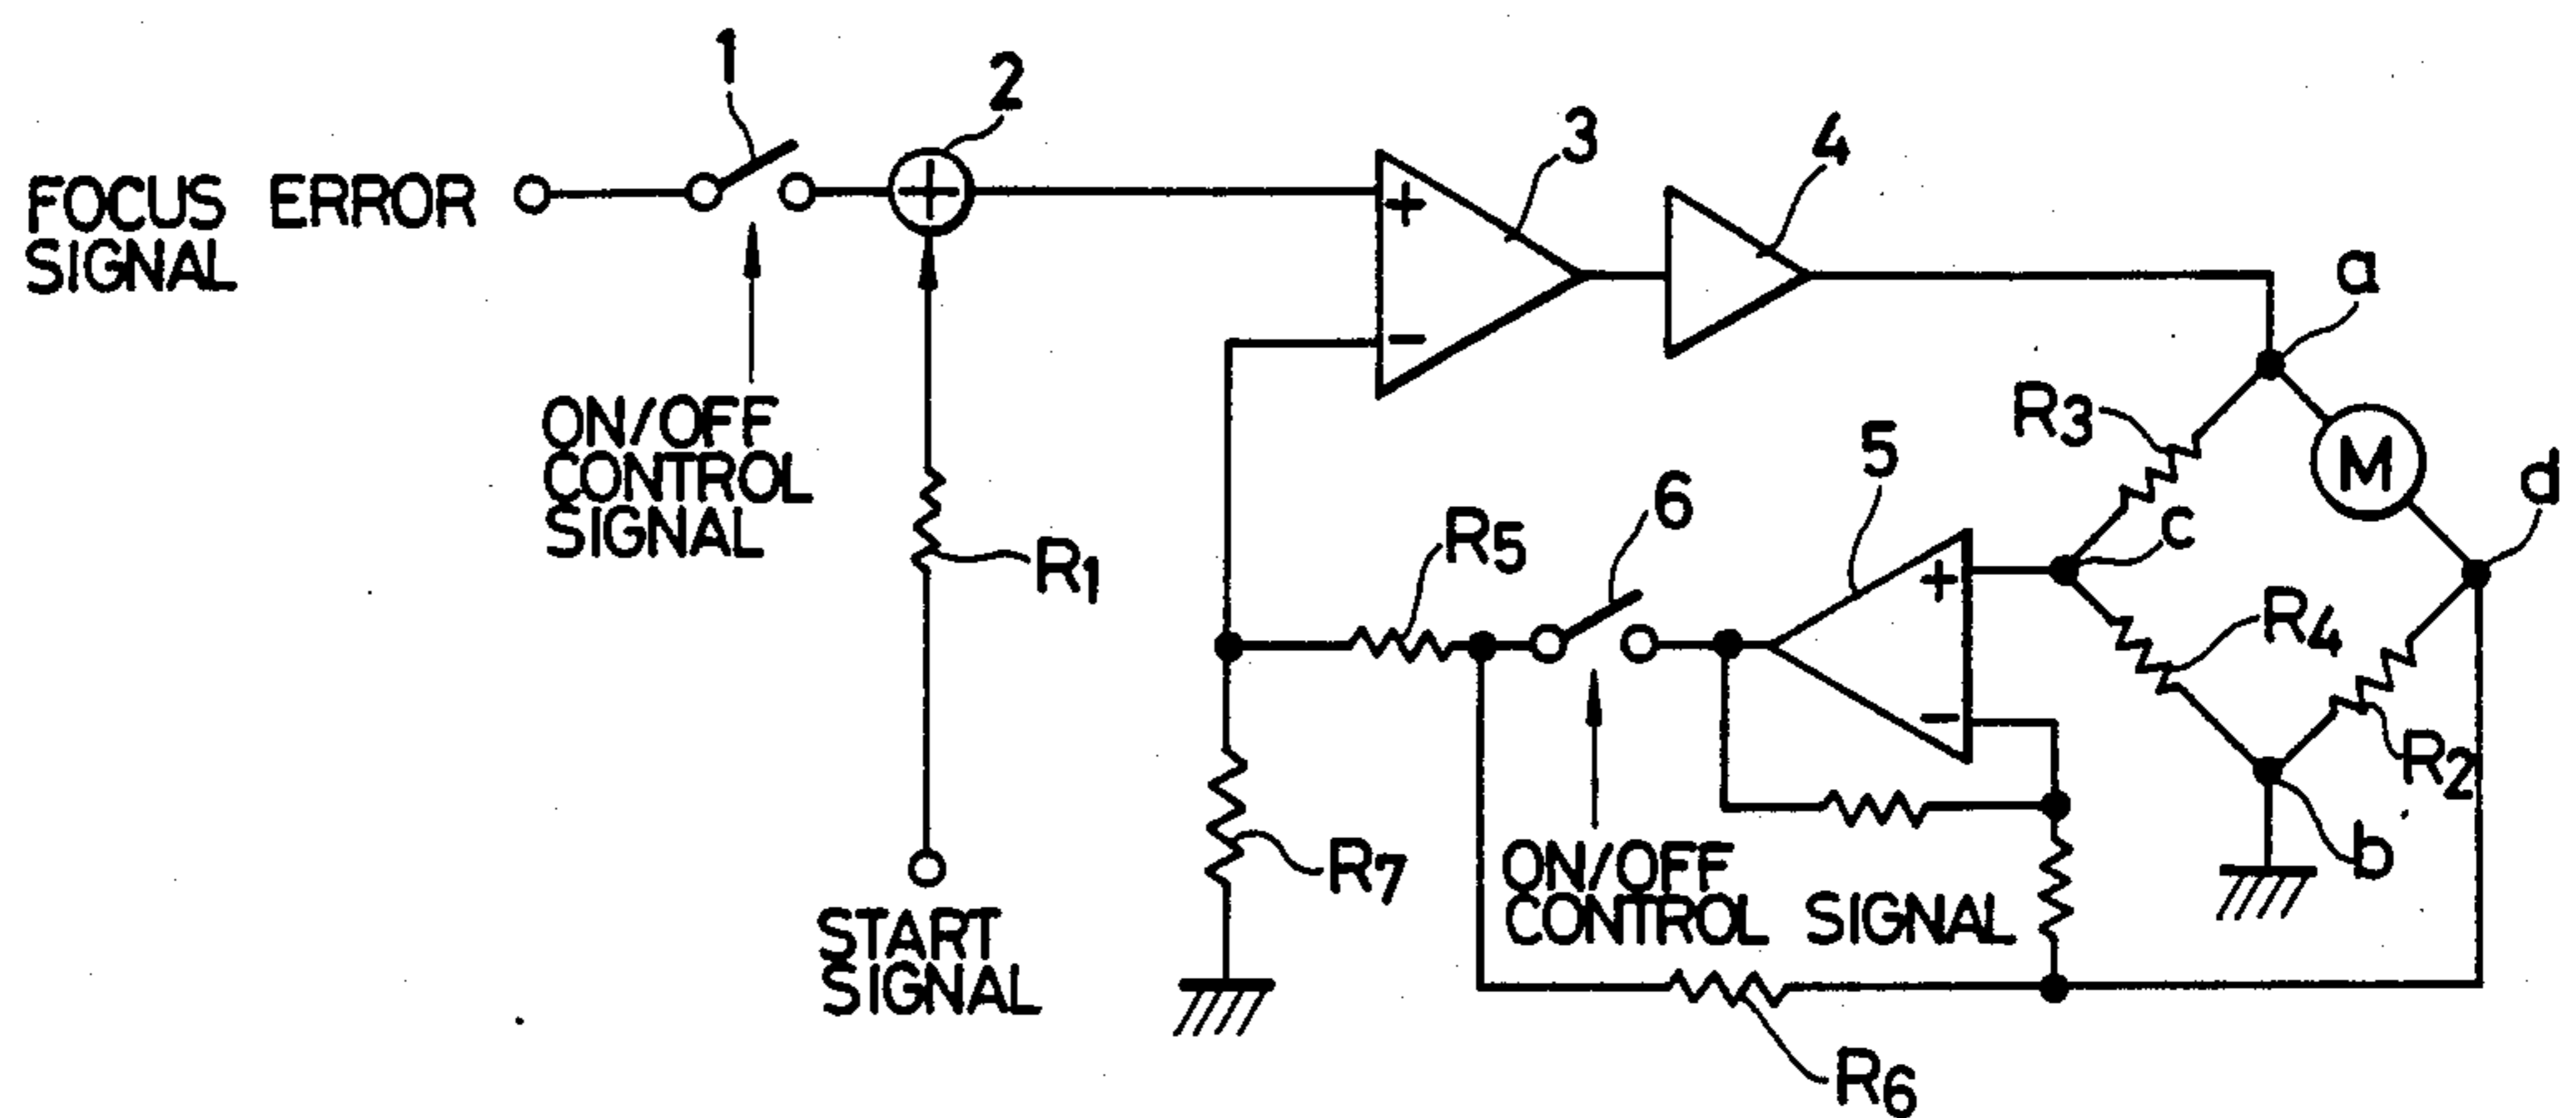 1
2
3
4
FOCUS ERROR
SIGNAL
+
+
−
a
ON/OFF
CONTROL
SIGNAL
R3
M
5
d
6
R5
c
R1
+
−
R4
R2
R7
ON/OFF
CONTROL SIGNAL
b
START
SIGNAL
R6